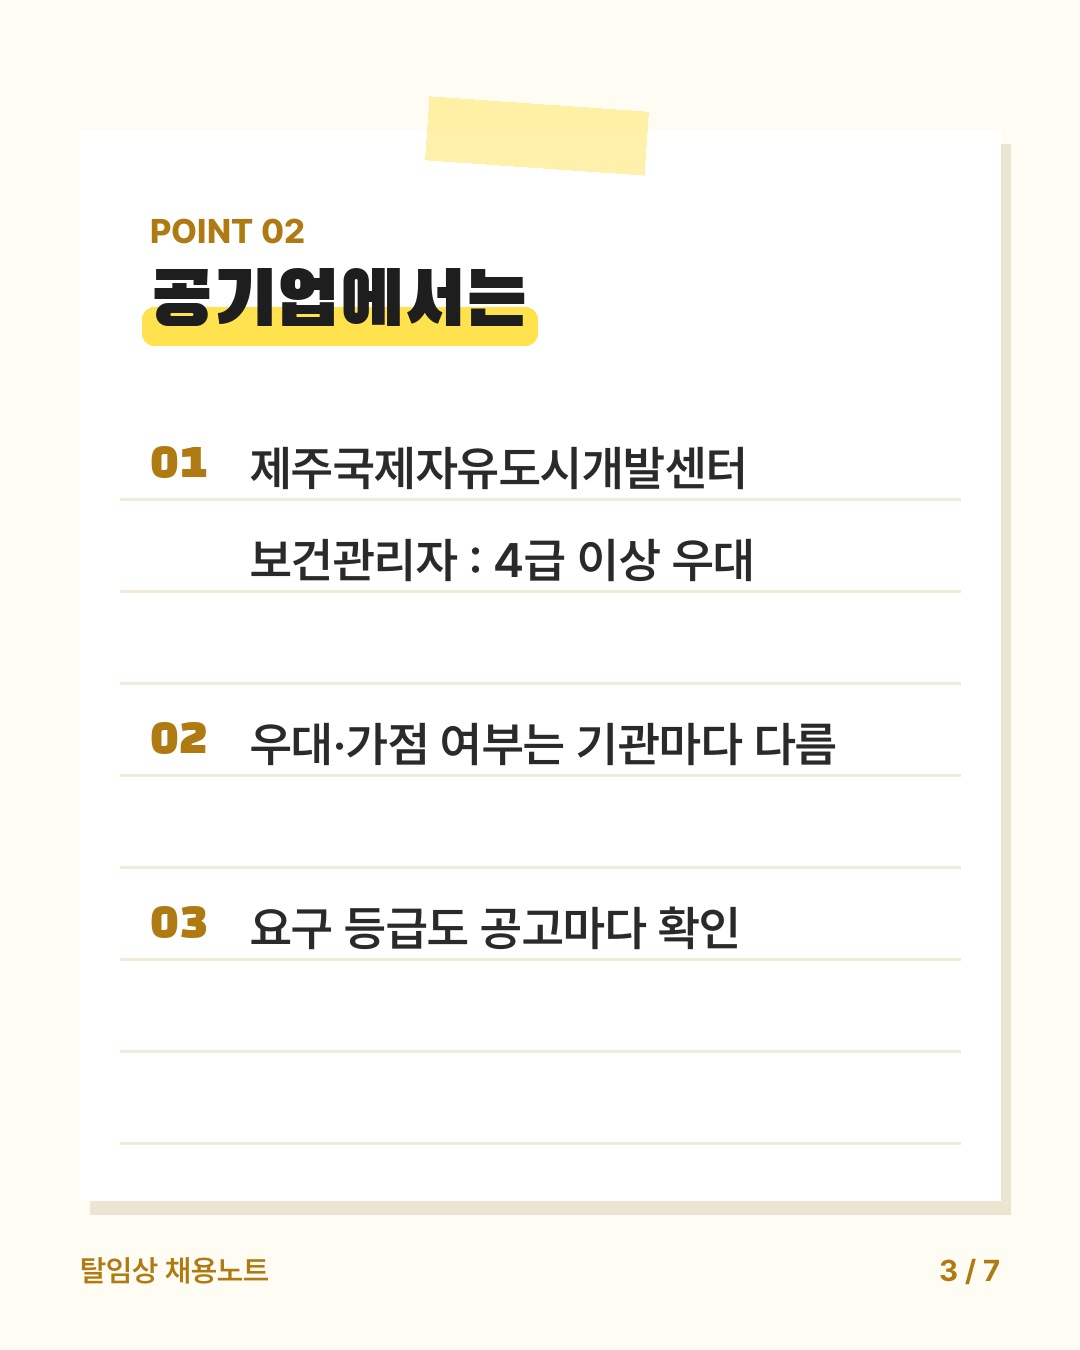 POINT 02
공기업에서는
01 제주국제자유도시개발센터
보건관리자 : 4급 이상 우대
02 우대·가점 여부는 기관마다 다름
03 요구 등급도 공고마다 확인
탈임상 채용노트
3 / 7